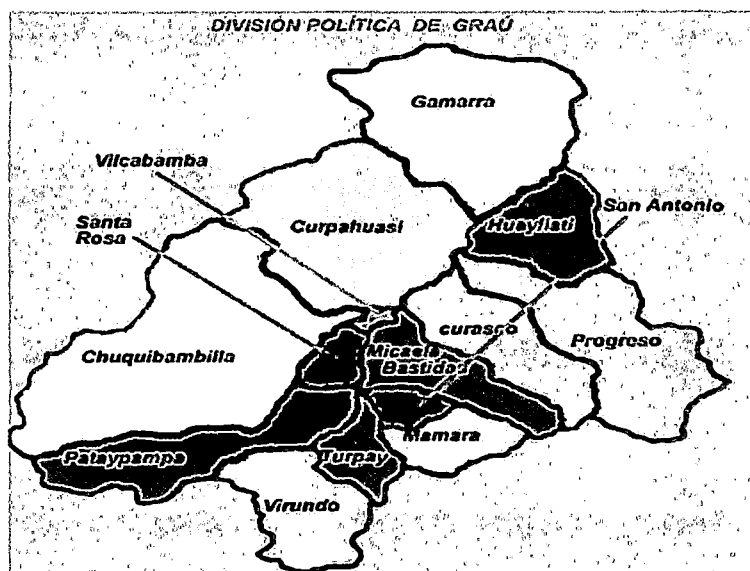 DIVISIÓN POLÍTICA DE GRAÚ
Gamarra
Vilcabamba
Santa
Rosa
Curpahuasi
Huayllati
San Antonio
curasco
Progreso
Chuquibambilla
Micaela
Bastidas
Mamara
Pataypampa
Turpay
Virundo